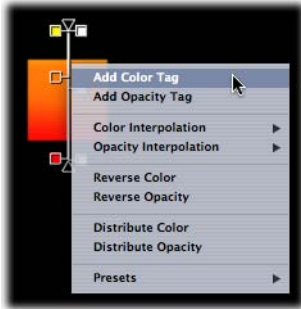 Add Color Tag
Add Opacity Tag
Color Interpolation
Opacity Interpolation
Reverse Color
Reverse Opacity
Distribute Color
Distribute Opacity
Presets